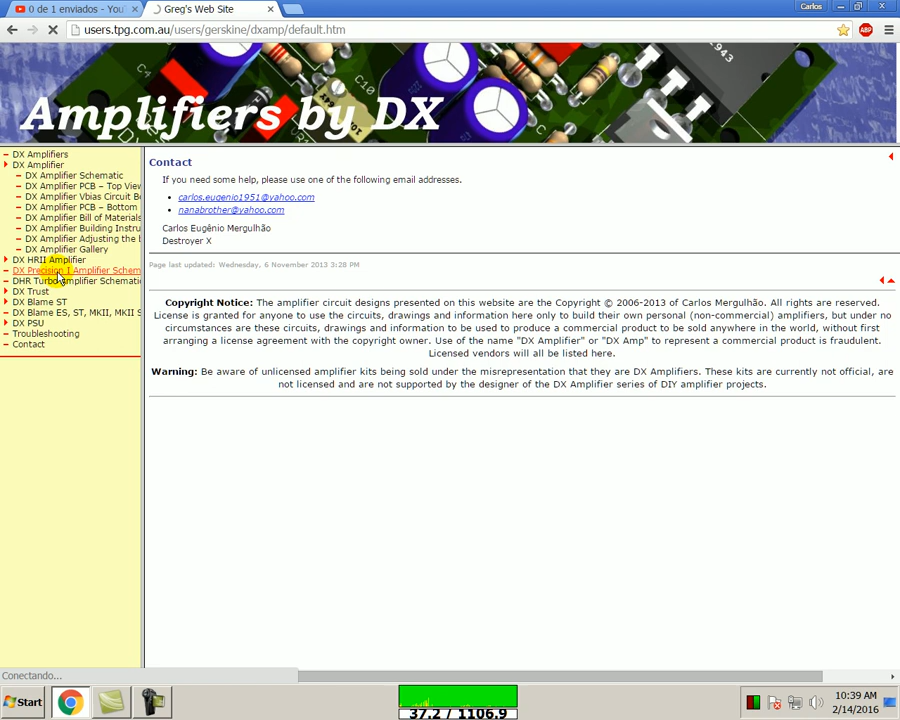 0 de 1 enviados - You
Greg's Web Site
Carlos
users.tpg.com.au/users/gerskine/dxamp/default.htm
ABP
C4
C10
1943
Amplifiers by DX
DX Amplifiers
DX Amplifier
DX Amplifier Schematic
DX Amplifier PCB – Top View
DX Amplifier Vbias Circuit B
DX Amplifier PCB – Bottom
DX Amplifier Bill of Materials
DX Amplifier Building Instru
DX Amplifier Adjusting the
DX Amplifier Gallery
DX HRII Amplifier
DX Precision I Amplifier Schem
DHR Turbo Amplifier Schematic
DX Trust
DX Blame ST
DX Blame ES, ST, MKII, MKII S
DX PSU
Troubleshooting
Contact
Contact
If you need some help, please use one of the following email addresses.
carlos.eugenio1951@yahoo.com
nanabrother@yahoo.com
Carlos Eugênio Mergulhão
Destroyer X
Page last updated: Wednesday, 6 November 2013 3:28 PM
Copyright Notice: The amplifier circuit designs presented on this website are the Copyright © 2006-2013 of Carlos Mergulhão. All rights are reserved.
License is granted for anyone to use the circuits, drawings and information here only to build their own personal (non-commercial) amplifiers, but under no
circumstances are these circuits, drawings and information to be used to produce a commercial product to be sold anywhere in the world, without first
arranging a license agreement with the copyright owner. Use of the name "DX Amplifier" or "DX Amp" to represent a commercial product is fraudulent.
Licensed vendors will all be listed here.
Warning: Be aware of unlicensed amplifier kits being sold under the misrepresentation that they are DX Amplifiers. These kits are currently not official, are
not licensed and are not supported by the designer of the DX Amplifier series of DIY amplifier projects.
Conectando...
Start
37.2 / 1106.9
10:39 AM
2/14/2016